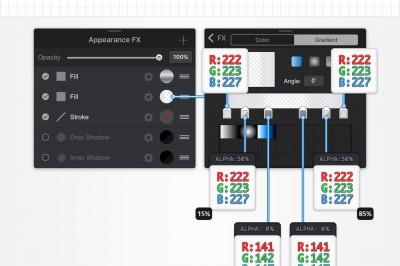 Appearance FX
Opacity
100%
Fill
Fill
Stroke
Drop Shadow
Inner Shadow
FX
Color
Gradient
Angle:
0°
R:222
G:223
B:227
R:222
G:223
B:227
ALPHA:50%
R:222
G:223
B:227
ALPHA:50%
R:222
G:223
B:227
15%
85%
ALPHA: 0%
R:141
G:142
ALPHA: 0%
R:141
G:142